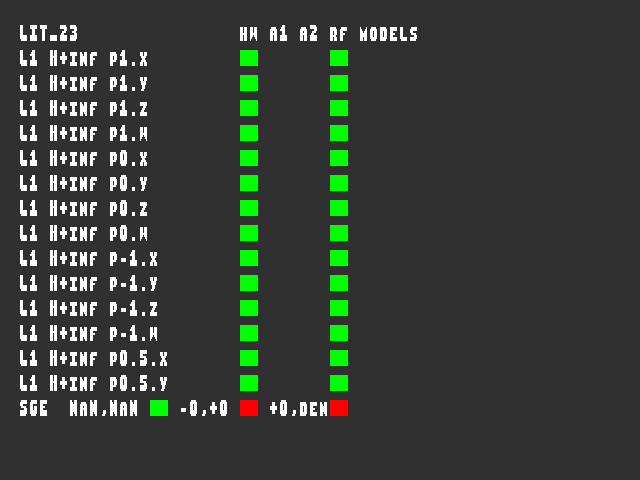 LIT_23 HW A1 A2 RF MODELS
L1 H+INF P1.X
L1 H+INF P1.Y
L1 H+INF P1.Z
L1 H+INF P1.W
L1 H+INF P0.X
L1 H+INF P0.Y
L1 H+INF P0.Z
L1 H+INF P0.W
L1 H+INF P-1.X
L1 H+INF P-1.Y
L1 H+INF P-1.Z
L1 H+INF P-1.W
L1 H+INF P0.5.X
L1 H+INF P0.5.Y
SGE NAN,NAN -0,+0 +0,DEN